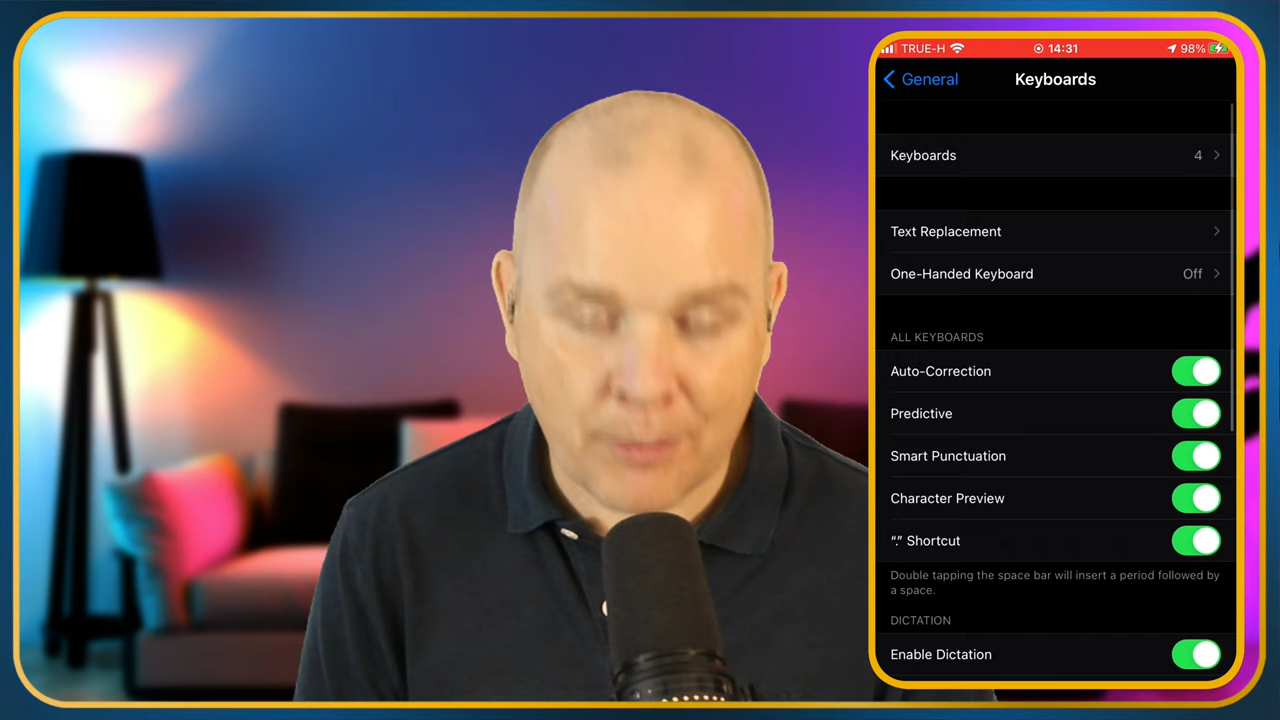 TRUE-H 14:31 98%
General Keyboards
Keyboards 4
Text Replacement
One-Handed Keyboard Off
ALL KEYBOARDS
Auto-Correction
Predictive
Smart Punctuation
Character Preview
“.” Shortcut
Double tapping the space bar will insert a period followed by
a space.
DICTATION
Enable Dictation